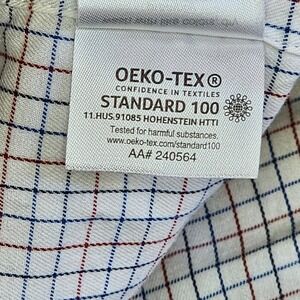 OEKO-TEX®
CONFIDENCE IN TEXTILES
STANDARD 100
11.HUS.91085 HOHENSTEIN HTTI
Tested for harmful substances.
www.oeko-tex.com/standard100
AA# 240564